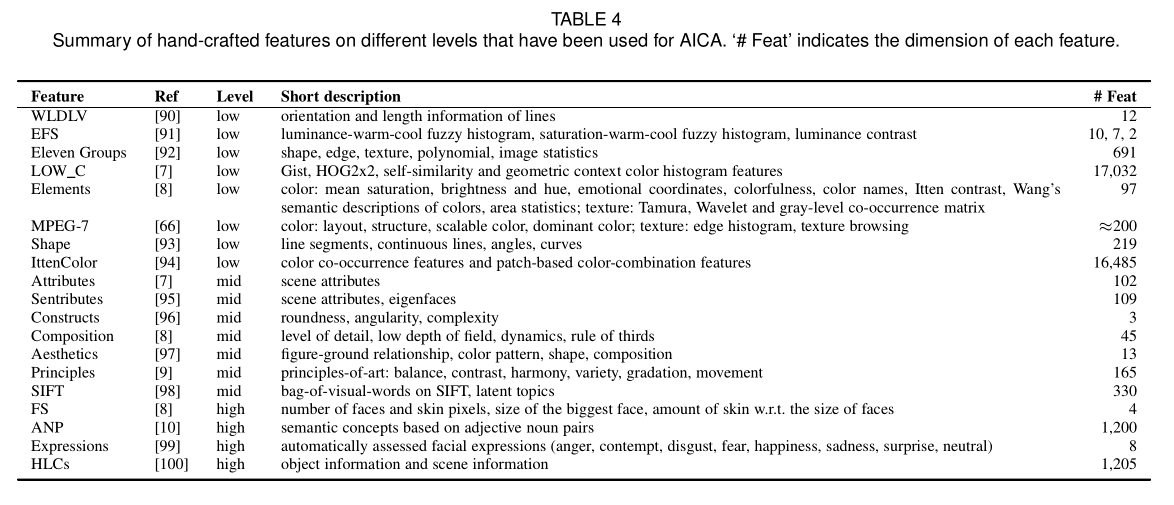 TABLE 4
Summary of hand-crafted features on different levels that have been used for AICA. ‘# Feat’ indicates the dimension of each feature.
Feature Ref Level Short description # Feat
WLDLV [90] low orientation and length information of lines 12
EFS [91] low luminance-warm-cool fuzzy histogram, saturation-warm-cool fuzzy histogram, luminance contrast 10, 7, 2
Eleven Groups [92] low shape, edge, texture, polynomial, image statistics 691
LOW_C [7] low Gist, HOG2x2, self-similarity and geometric context color histogram features 17,032
Elements [8] low color: mean saturation, brightness and hue, emotional coordinates, colorfulness, color names, Itten contrast, Wang’s 97
semantic descriptions of colors, area statistics; texture: Tamura, Wavelet and gray-level co-occurrence matrix
MPEG-7 [66] low color: layout, structure, scalable color, dominant color; texture: edge histogram, texture browsing ≈200
Shape [93] low line segments, continuous lines, angles, curves 219
IttenColor [94] low color co-occurrence features and patch-based color-combination features 16,485
Attributes [7] mid scene attributes 102
Sentributes [95] mid scene attributes, eigenfaces 109
Constructs [96] mid roundness, angularity, complexity 3
Composition [8] mid level of detail, low depth of field, dynamics, rule of thirds 45
Aesthetics [97] mid figure-ground relationship, color pattern, shape, composition 13
Principles [9] mid principles-of-art: balance, contrast, harmony, variety, gradation, movement 165
SIFT [98] mid bag-of-visual-words on SIFT, latent topics 330
FS [8] high number of faces and skin pixels, size of the biggest face, amount of skin w.r.t. the size of faces 4
ANP [10] high semantic concepts based on adjective noun pairs 1,200
Expressions [99] high automatically assessed facial expressions (anger, contempt, disgust, fear, happiness, sadness, surprise, neutral) 8
HLCs [100] high object information and scene information 1,205